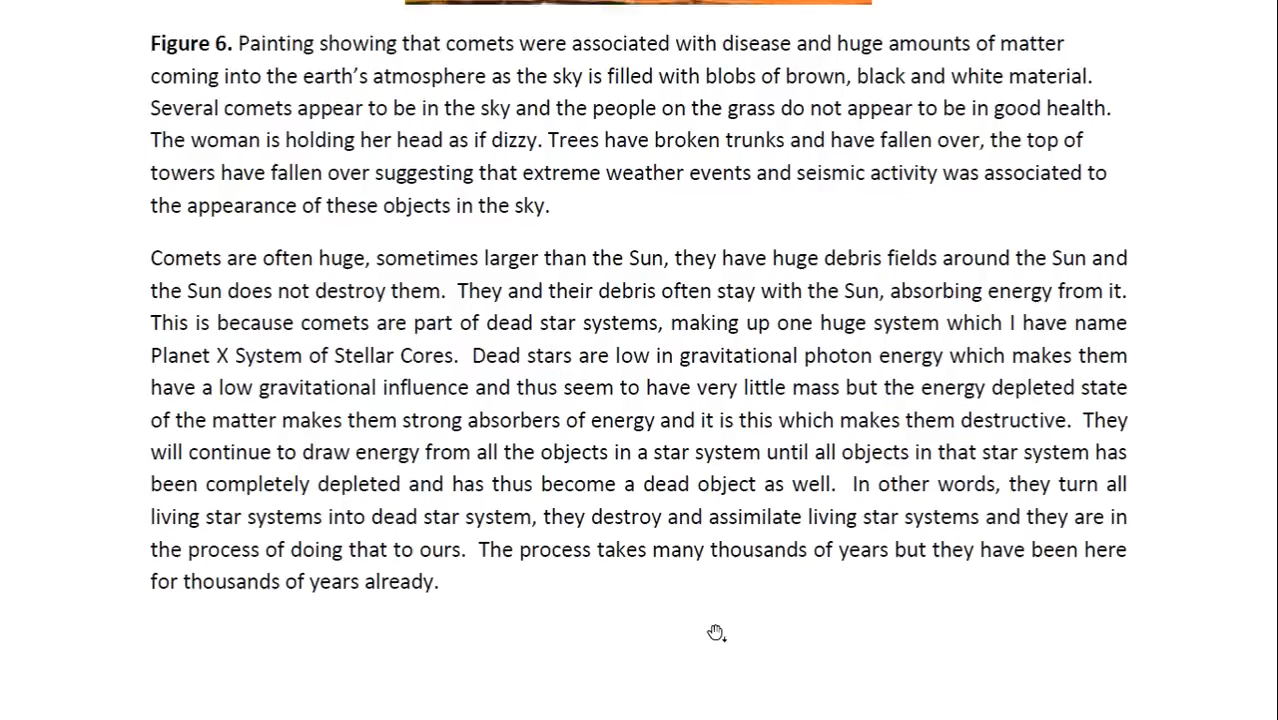 Figure 6. Painting showing that comets were associated with disease and huge amounts of matter
coming into the earth’s atmosphere as the sky is filled with blobs of brown, black and white material.
Several comets appear to be in the sky and the people on the grass do not appear to be in good health.
The woman is holding her head as if dizzy. Trees have broken trunks and have fallen over, the top of
towers have fallen over suggesting that extreme weather events and seismic activity was associated to
the appearance of these objects in the sky.
Comets are often huge, sometimes larger than the Sun, they have huge debris fields around the Sun and
the Sun does not destroy them. They and their debris often stay with the Sun, absorbing energy from it.
This is because comets are part of dead star systems, making up one huge system which I have name
Planet X System of Stellar Cores. Dead stars are low in gravitational photon energy which makes them
have a low gravitational influence and thus seem to have very little mass but the energy depleted state
of the matter makes them strong absorbers of energy and it is this which makes them destructive. They
will continue to draw energy from all the objects in a star system until all objects in that star system has
been completely depleted and has thus become a dead object as well. In other words, they turn all
living star systems into dead star system, they destroy and assimilate living star systems and they are in
the process of doing that to ours. The process takes many thousands of years but they have been here
for thousands of years already.